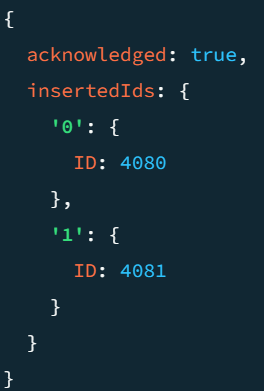 {
  acknowledged: true,
  insertedIds: {
    '0': {
      ID: 4080
    },
    '1': {
      ID: 4081
    }
  }
}